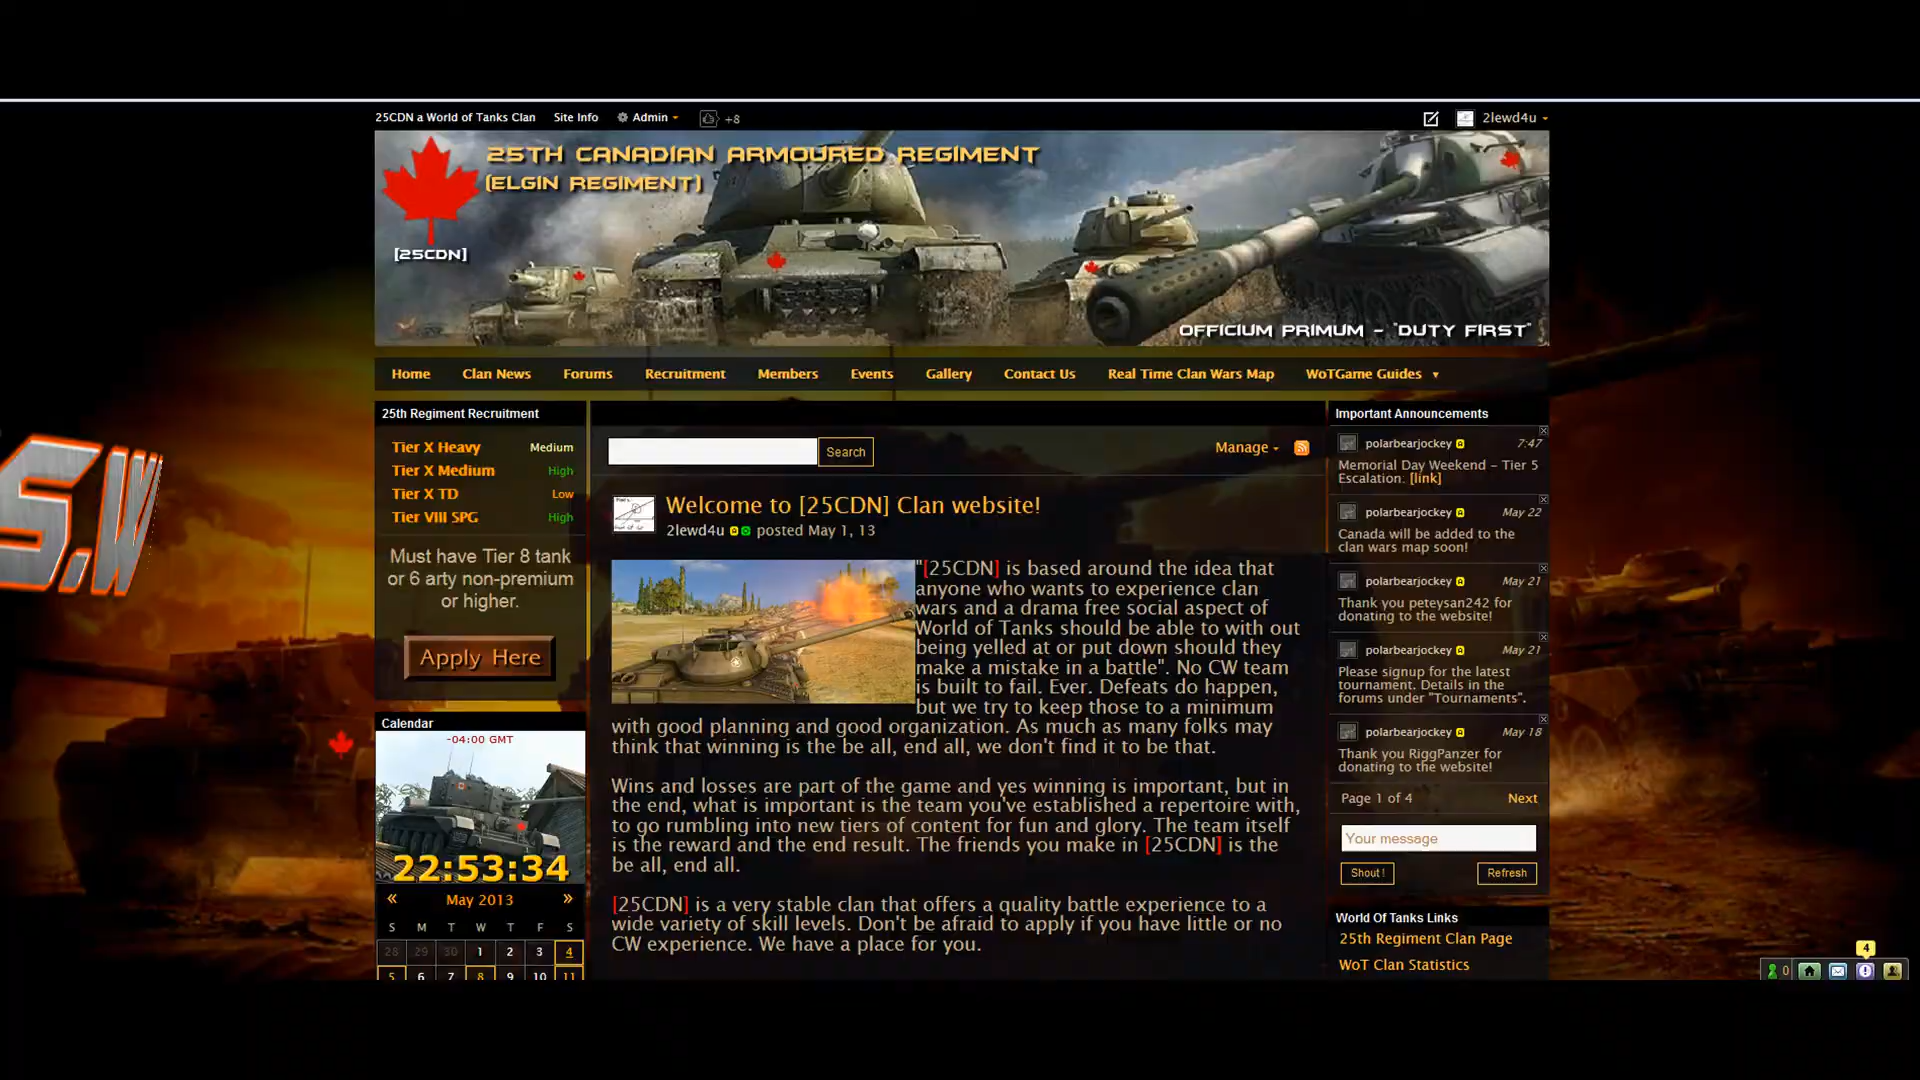 25CDN a World of Tanks Clan Site Info Admin +8 2lewd4u
25TH CANADIAN ARMOURED REGIMENT
(ELGIN REGIMENT)
[25CDN]
OFFICIUM PRIMUM - "DUTY FIRST"
Home Clan News Forums Recruitment Members Events Gallery Contact Us Real Time Clan Wars Map WoTGame Guides
S.W
25th Regiment Recruitment
Tier X Heavy Medium
Tier X Medium High
Tier X TD Low
Tier VIII SPG High
Must have Tier 8 tank
or 6 arty non-premium
or higher.
Apply Here
Calendar
-04:00 GMT
22:53:34
« May 2013 »
S M T W T F S
28 29 30 1 2 3 4
5 6 7 8 9 10 11
Search Manage
Welcome to [25CDN] Clan website!
2lewd4u posted May 1, 13
"[25CDN] is based around the idea that
anyone who wants to experience clan
wars and a drama free social aspect of
World of Tanks should be able to with out
being yelled at or put down should they
make a mistake in a battle". No CW team
is built to fail. Ever. Defeats do happen,
but we try to keep those to a minimum
with good planning and good organization. As much as many folks may
think that winning is the be all, end all, we don't find it to be that.
Wins and losses are part of the game and yes winning is important, but in
the end, what is important is the team you've established a repertoire with,
to go rumbling into new tiers of content for fun and glory. The team itself
is the reward and the end result. The friends you make in [25CDN] is the
be all, end all.
[25CDN] is a very stable clan that offers a quality battle experience to a
wide variety of skill levels. Don't be afraid to apply if you have little or no
CW experience. We have a place for you.
Important Announcements
polarbearjockey 7:47
Memorial Day Weekend - Tier 5
Escalation. [link]
polarbearjockey May 22
Canada will be added to the
clan wars map soon!
polarbearjockey May 21
Thank you peteysan242 for
donating to the website!
polarbearjockey May 21
Please signup for the latest
tournament. Details in the
forums under "Tournaments".
polarbearjockey May 18
Thank you RiggPanzer for
donating to the website!
Page 1 of 4 Next
Your message
Shout! Refresh
World Of Tanks Links
25th Regiment Clan Page
WoT Clan Statistics
4
0